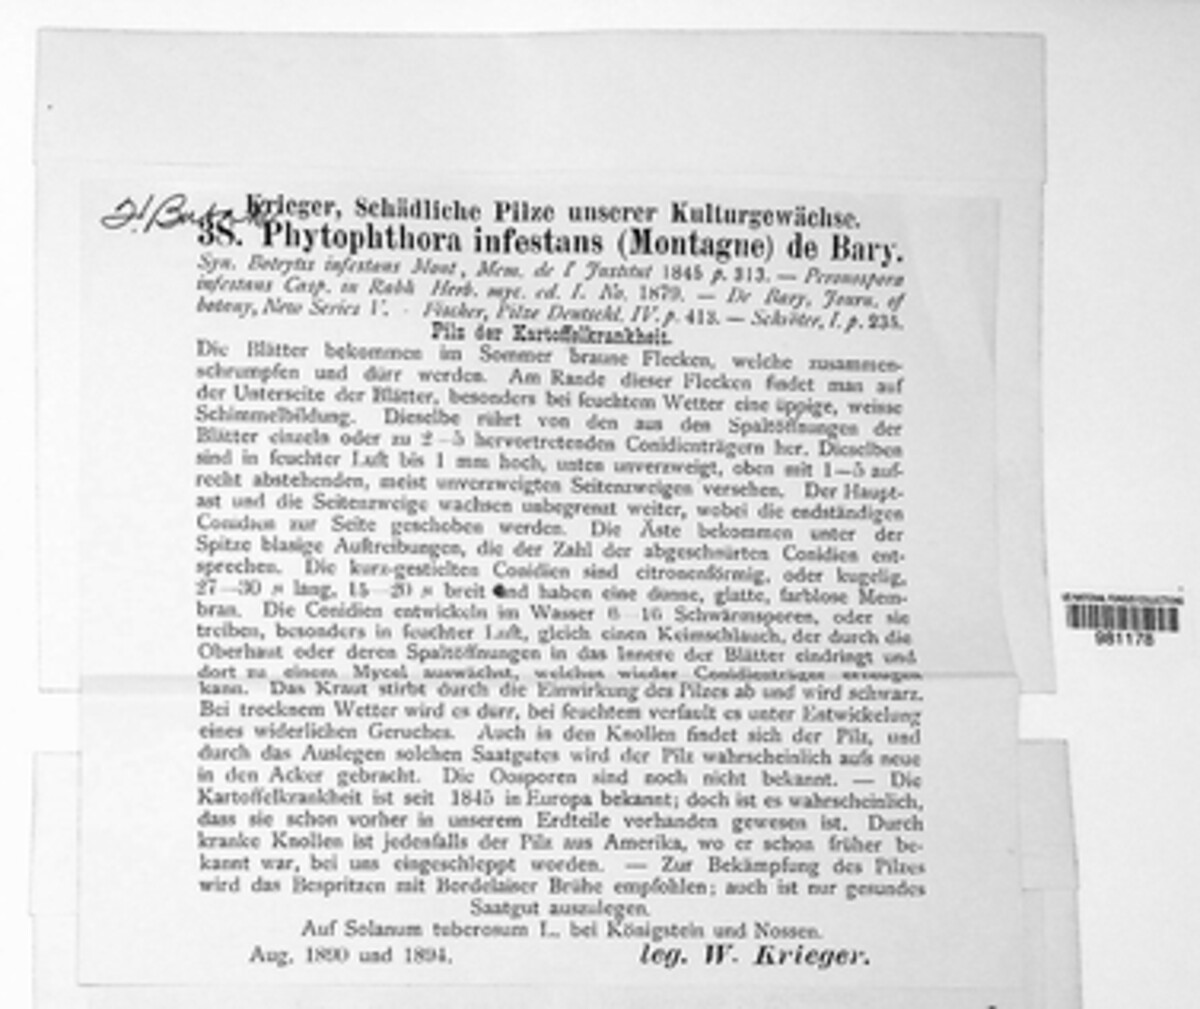 Krieger, Schädliche Pilze unserer Kulturgewächse.
38. Phytophthora infestans (Montagne) de Bary.
Syn. Botrytis infestans Mont, Mem. de l' Institut 1845 p. 313. — Peronospora
infestans Casp. in Rabh Herb. myc. ed. I. No. 1879. — De Bary, Journ. of
botany, New Series V. - Fischer, Pilze Deutschl. IV. p. 413. — Schröter, I. p. 235.
Pilz der Kartoffelkrankheit.
Die Blätter bekommen im Sommer braune Flecken, welche zusammen-
schrumpfen und dürr werden. Am Rande dieser Flecken findet man auf
der Unterseite der Blätter, besonders bei feuchtem Wetter eine üppige, weisse
Schimmelbildung. Dieselbe rührt von den aus den Spaltöffnungen der
Blätter einzeln oder zu 2—5 hervortretenden Conidienträgern her. Dieselben
sind in feuchter Luft bis 1 mm hoch, unten unverzweigt, oben mit 1—5 auf-
recht abstehenden, meist unverzweigten Seitenzweigen versehen. Der Haupt-
ast und die Seitenzweige wachsen unbegrenzt weiter, wobei die endständigen
Conidien zur Seite geschoben werden. Die Äste bekommen unter der
Spitze blasige Auftreibungen, die der Zahl der abgeschnürten Conidien ent-
sprechen. Die kurz-gestielten Conidien sind citronenförmig, oder kugelig,
27—30 µ lang, 15—20 µ breit und haben eine dünne, glatte, farblose Mem-
bran. Die Conidien entwickeln im Wasser 6—16 Schwärmsporen, oder sie
treiben, besonders in feuchter Luft, gleich einen Keimschlauch, der durch die
Oberhaut oder deren Spaltöffnungen in das Innere der Blätter eindringt und
dort zu einem Mycel auswächst, welches wieder Conidienträger erzeugen
kann. Das Kraut stirbt durch die Einwirkung des Pilzes ab und wird schwarz.
Bei trocknem Wetter wird es dürr, bei feuchtem verfault es unter Entwickelung
eines widerlichen Geruches. Auch in den Knollen findet sich der Pilz, und
durch das Auslegen solchen Saatgutes wird der Pilz wahrscheinlich aufs neue
in den Acker gebracht. Die Oosporen sind noch nicht bekannt. — Die
Kartoffelkrankheit ist seit 1845 in Europa bekannt; doch ist es wahrscheinlich,
dass sie schon vorher in unserem Erdteile vorhanden gewesen ist. Durch
kranke Knollen ist jedenfalls der Pilz aus Amerika, wo er schon früher be-
kannt war, bei uns eingeschleppt worden. — Zur Bekämpfung des Pilzes
wird das Bespritzen mit Bordelaiser Brühe empfohlen; auch ist nur gesundes
Saatgut auszulegen.
Auf Solanum tuberosum L. bei Königstein und Nossen.
Aug. 1890 und 1894. leg. W. Krieger.
US NATIONAL FUNGUS COLLECTIONS
981178